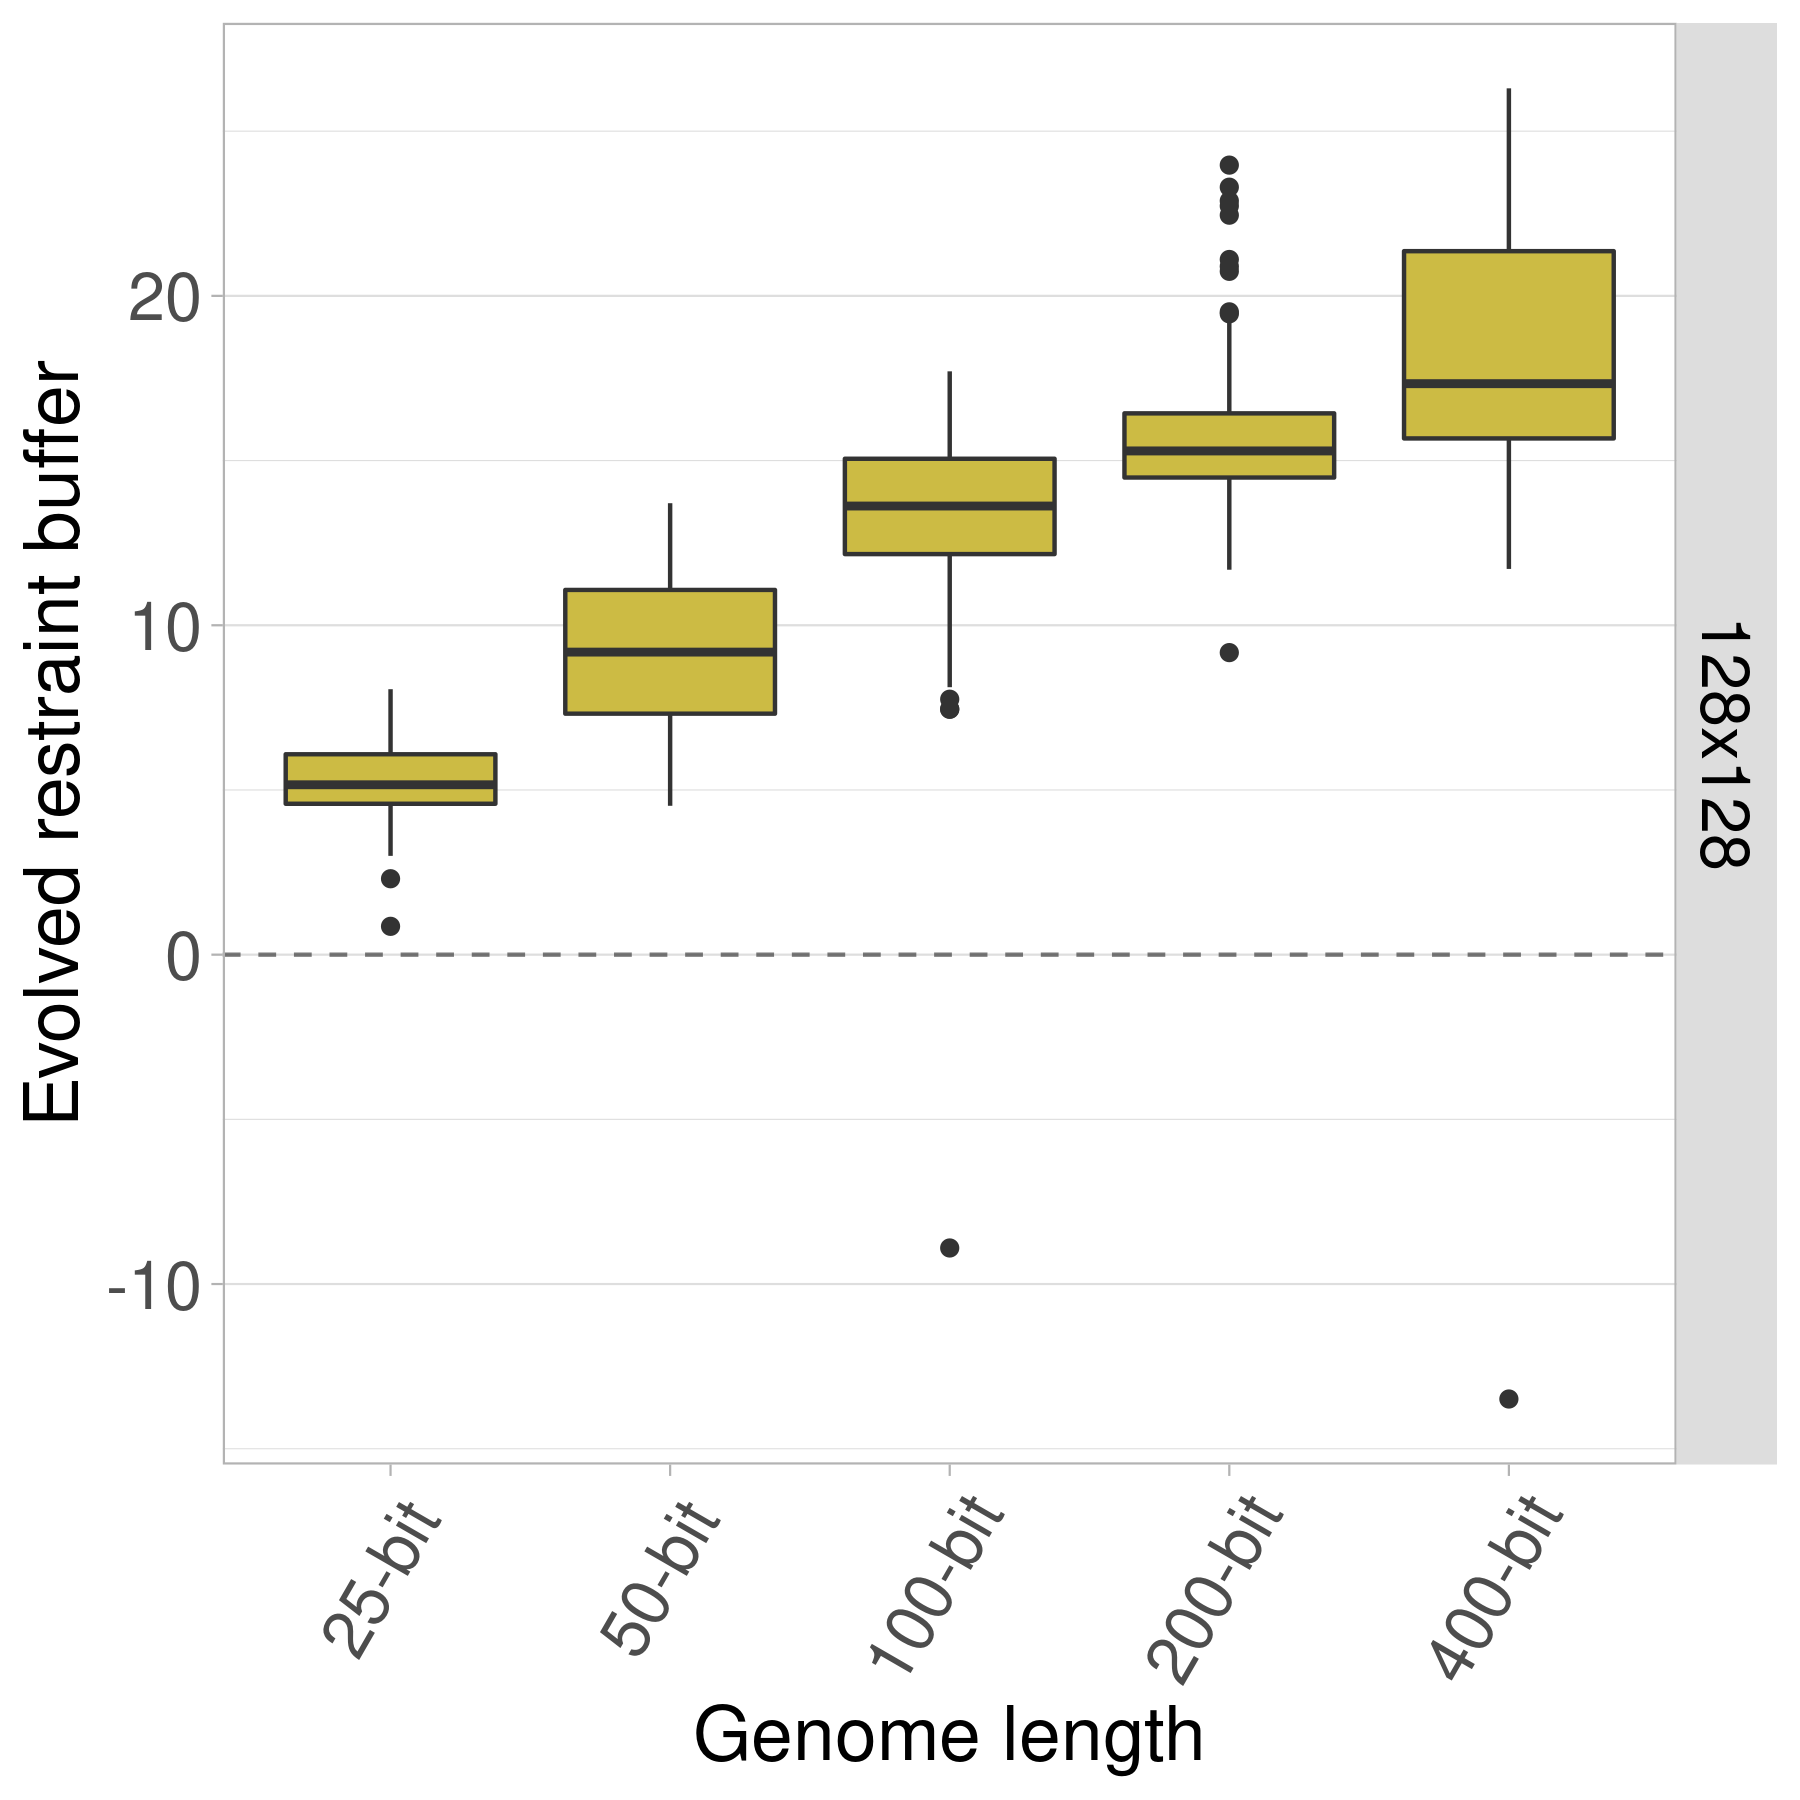 Evolved restraint buffer
20
10
0
-10
128x128
25-bit
50-bit
100-bit
200-bit
400-bit
Genome length